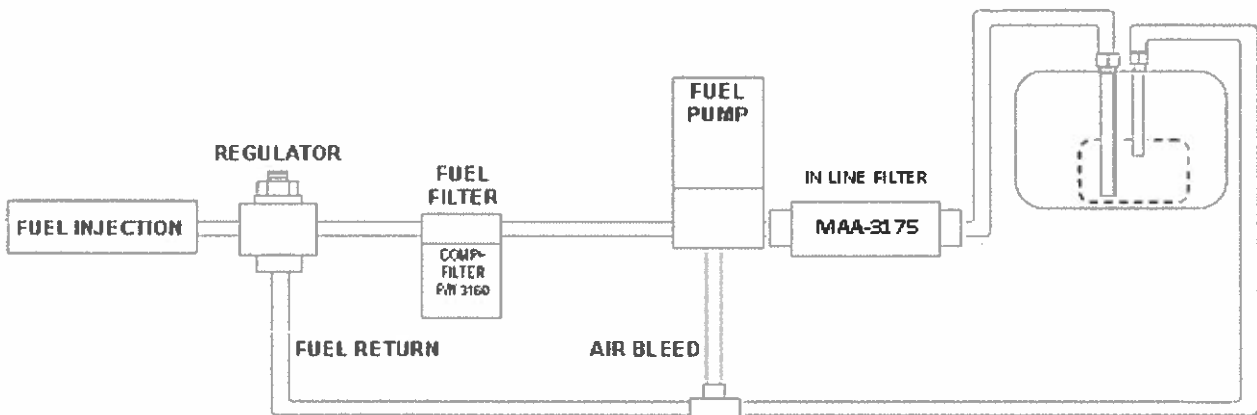 REGULATOR
FUEL INJECTION
FUEL
FILTER
COMP-
FILTER
P/N 3160
FUEL RETURN
FUEL
PUMP
AIR BLEED
IN LINE FILTER
MAA-3175